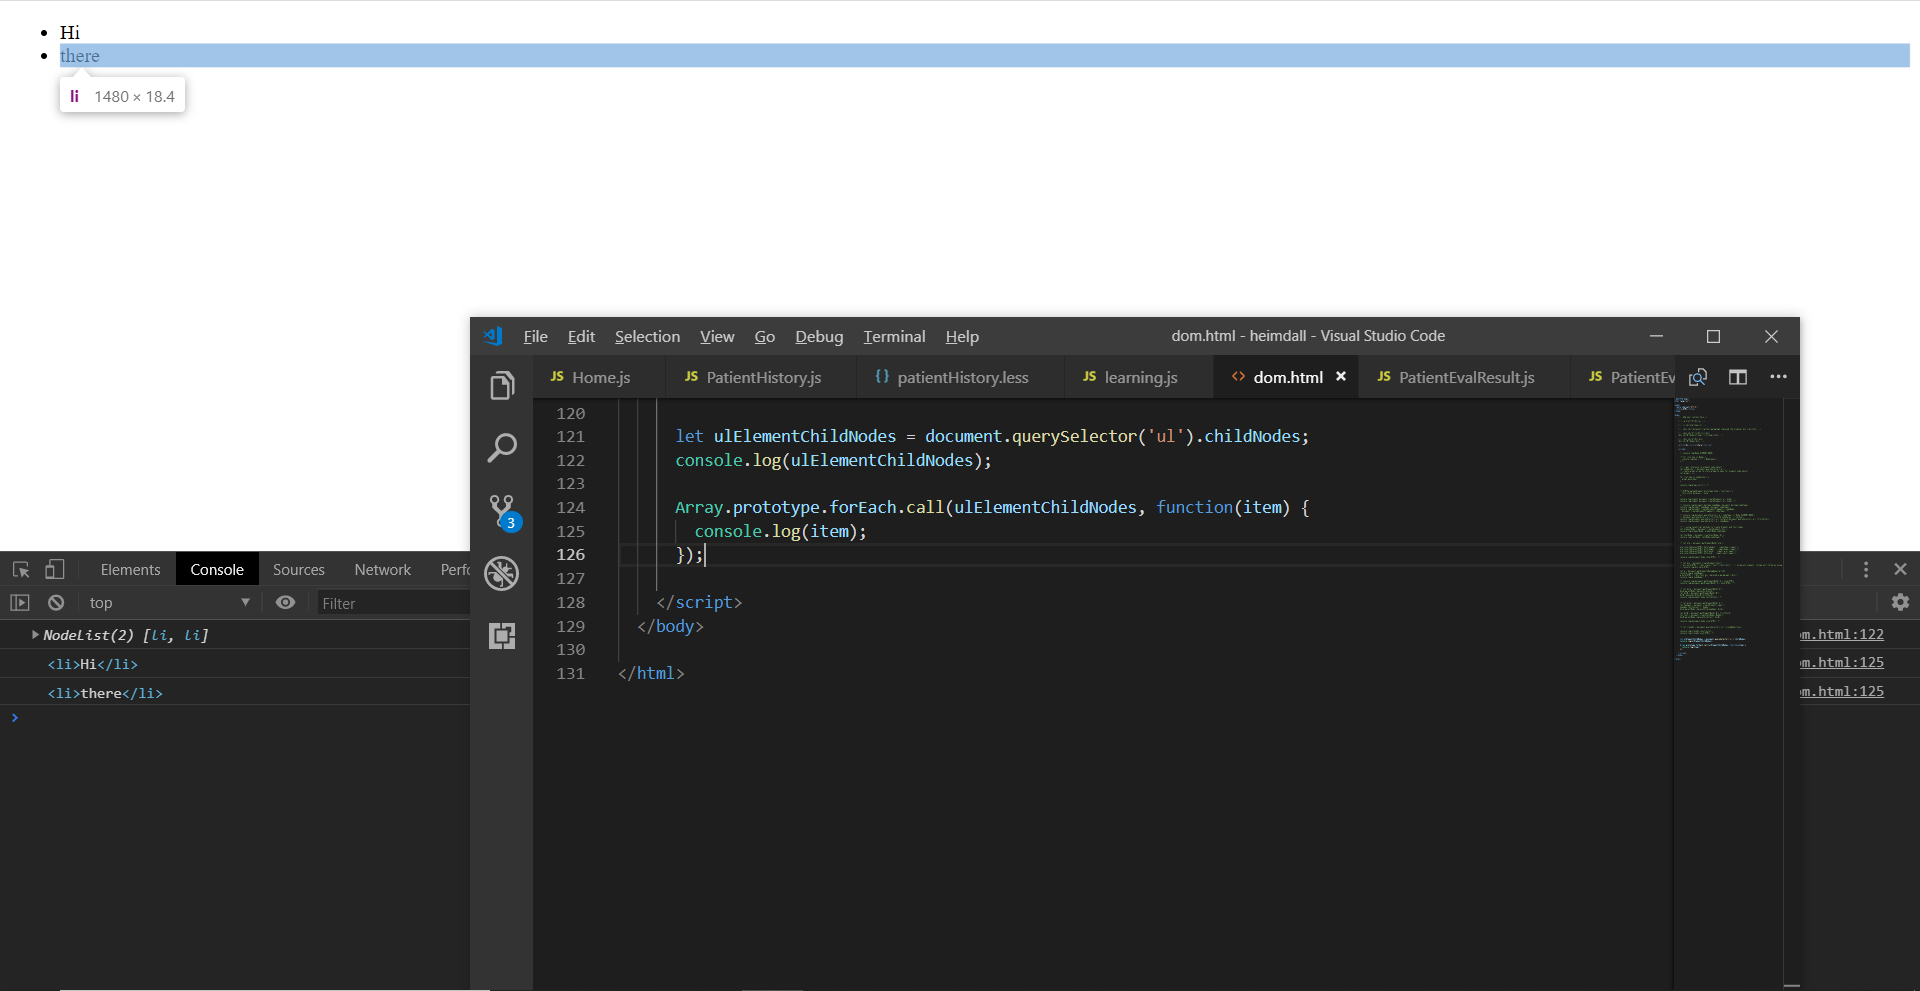 Hi
there
li 1480 × 18.4
File Edit Selection View Go Debug Terminal Help dom.html - heimdall - Visual Studio Code
JS Home.js JS PatientHistory.js {} patientHistory.less JS learning.js <> dom.html × JS PatientEvalResult.js JS PatientEv
120
121 let ulElementChildNodes = document.querySelector('ul').childNodes;
122 console.log(ulElementChildNodes);
123
124 Array.prototype.forEach.call(ulElementChildNodes, function(item) {
125 console.log(item);
126 });
127
128 </script>
129 </body>
130
131 </html>
3
Elements Console Sources Network Perfo
top Filter
NodeList(2) [li, li] om.html:122
<li>Hi</li> om.html:125
<li>there</li> om.html:125